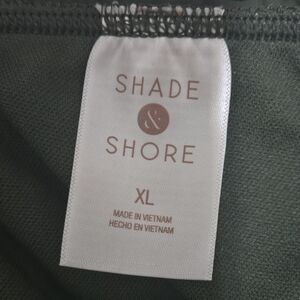 SHADE
&
SHORE
XL
MADE IN VIETNAM
HECHO EN VIETNAM